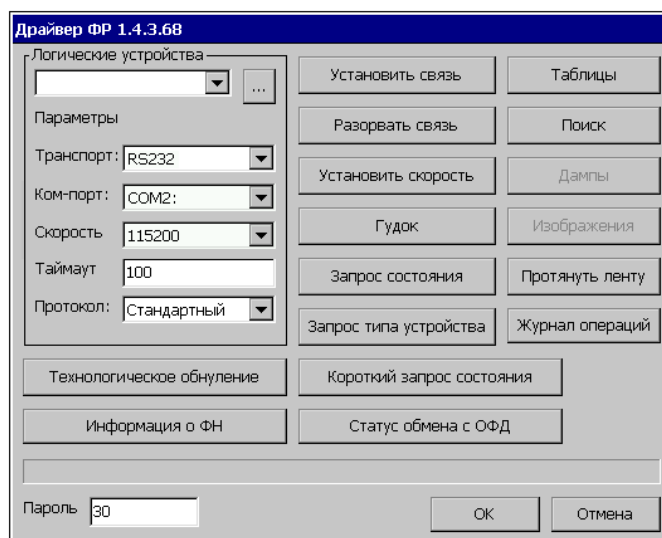 Драйвер ФР 1.4.3.68
Логические устройства
...
Параметры
Транспорт: RS232
Ком-порт: COM2:
Скорость 115200
Таймаут 100
Протокол: Стандартный
Установить связь
Таблицы
Разорвать связь
Поиск
Установить скорость
Дампы
Гудок
Изображения
Запрос состояния
Протянуть ленту
Запрос типа устройства
Журнал операций
Технологическое обнуление
Короткий запрос состояния
Информация о ФН
Статус обмена с ОФД
Пароль 30
ОК
Отмена